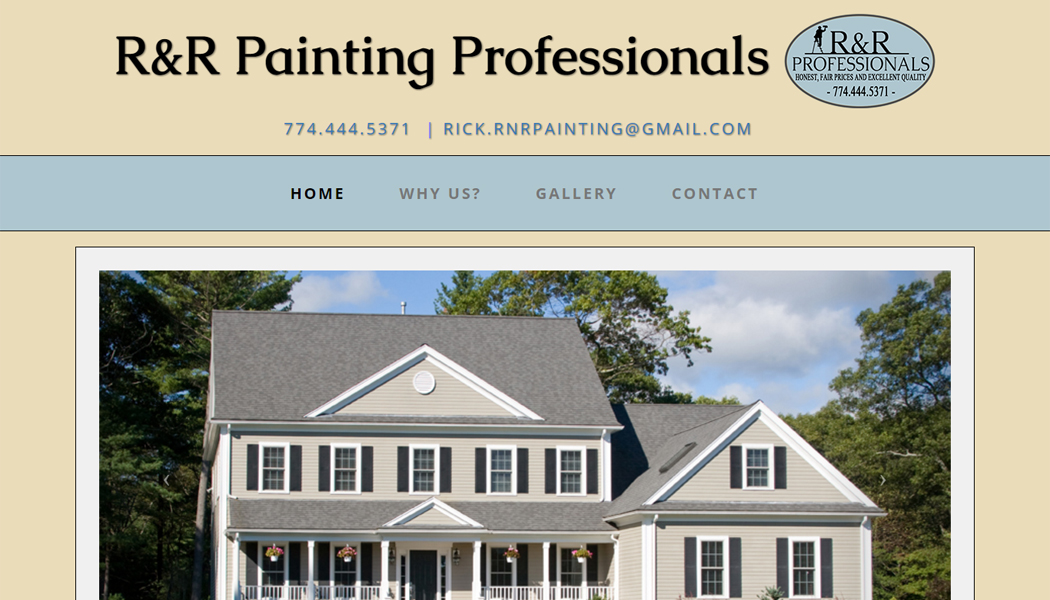 R&R Painting Professionals
R&R
PROFESSIONALS
HONEST, FAIR PRICES AND EXCELLENT QUALITY
- 774.444.5371 -
774.444.5371 | RICK.RNRPAINTING@GMAIL.COM
HOME WHY US? GALLERY CONTACT